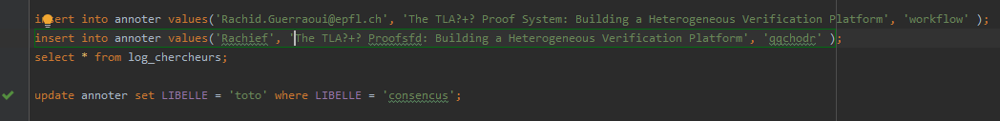 insert into annoter values('Rachid.Guerraoui@epfl.ch', 'The TLA?+? Proof System: Building a Heterogeneous Verification Platform', 'workflow' );
insert into annoter values('Rachief', 'The TLA?+? Proofsfd: Building a Heterogeneous Verification Platform', 'gqchodr' );
select * from log_chercheurs;
update annoter set LIBELLE = 'toto' where LIBELLE = 'consencus';